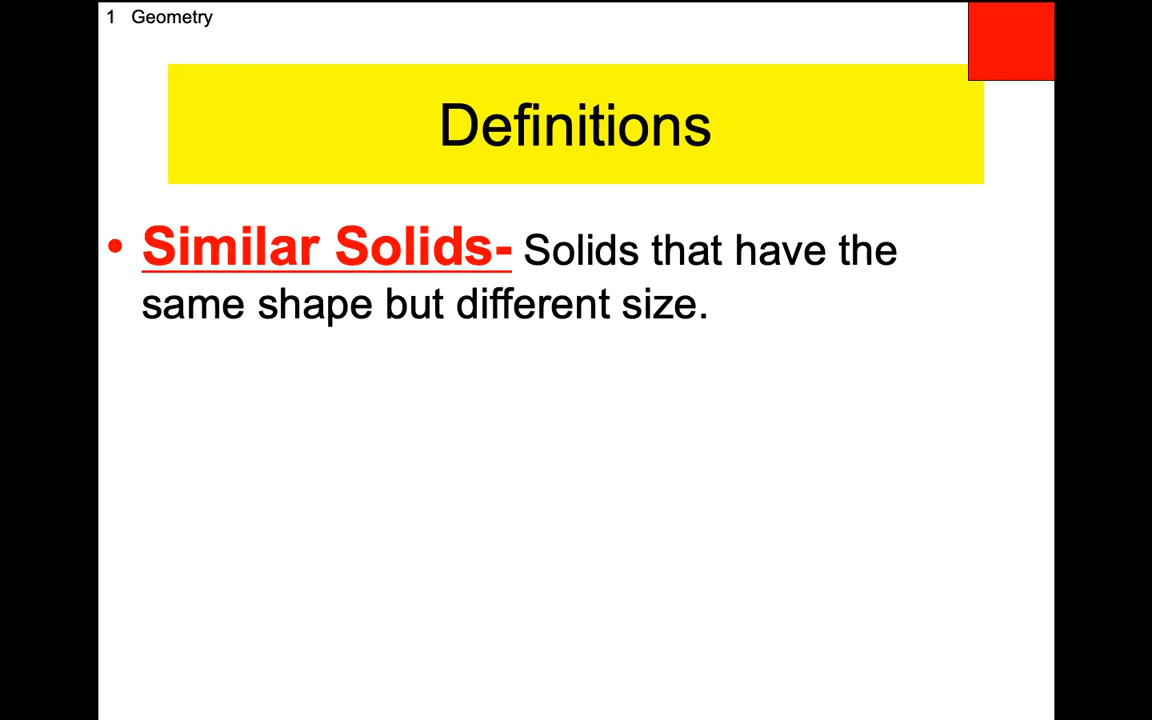 1 Geometry
Definitions
• Similar Solids- Solids that have the
same shape but different size.